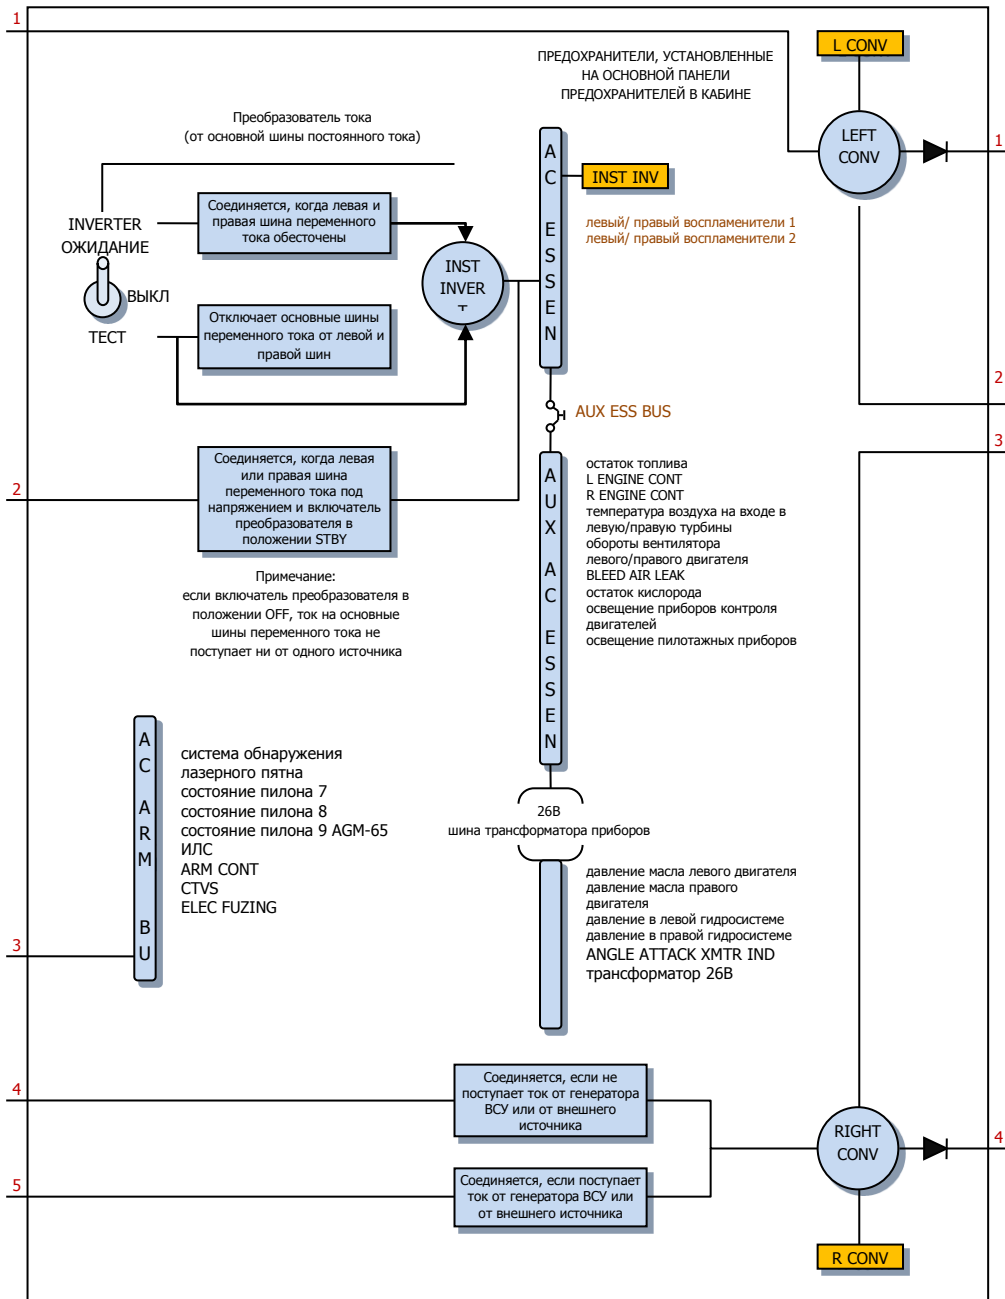 1
L CONV
ПРЕДОХРАНИТЕЛИ, УСТАНОВЛЕННЫЕ
НА ОСНОВНОЙ ПАНЕЛИ
ПРЕДОХРАНИТЕЛЕЙ В КАБИНЕ
Преобразователь тока
(от основной шины постоянного тока)
LEFT
CONV
1
A
C
E
S
S
E
N
INST INV
левый/ правый воспламенители 1
левый/ правый воспламенители 2
INVERTER
ОЖИДАНИЕ
ВЫКЛ
ТЕСТ
Соединяется, когда левая и
правая шина переменного
тока обесточены
INST
INVER
T
Отключает основные шины
переменного тока от левой и
правой шин
2
AUX ESS BUS
3
2
Соединяется, когда левая
или правая шина
переменного тока под
напряжением и включатель
преобразователя в
положении STBY
A
U
X
A
C
E
S
S
E
N
остаток топлива
L ENGINE CONT
R ENGINE CONT
температура воздуха на входе в
левую/правую турбины
обороты вентилятора
левого/правого двигателя
BLEED AIR LEAK
остаток кислорода
освещение приборов контроля
двигателей
освещение пилотажных приборов
Примечание:
если включатель преобразователя в
положении OFF, ток на основные
шины переменного тока не
поступает ни от одного источника
A
C
A
R
M
B
U
система обнаружения
лазерного пятна
состояние пилона 7
состояние пилона 8
состояние пилона 9 AGM-65
ИЛС
ARM CONT
CTVS
ELEC FUZING
26В
шина трансформатора приборов
давление масла левого двигателя
давление масла правого
двигателя
давление в левой гидросистеме
давление в правой гидросистеме
ANGLE ATTACK XMTR IND
трансформатор 26В
3
4
Соединяется, если не
поступает ток от генератора
ВСУ или от внешнего
источника
RIGHT
CONV
4
5
Соединяется, если поступает
ток от генератора ВСУ или
от внешнего источника
R CONV